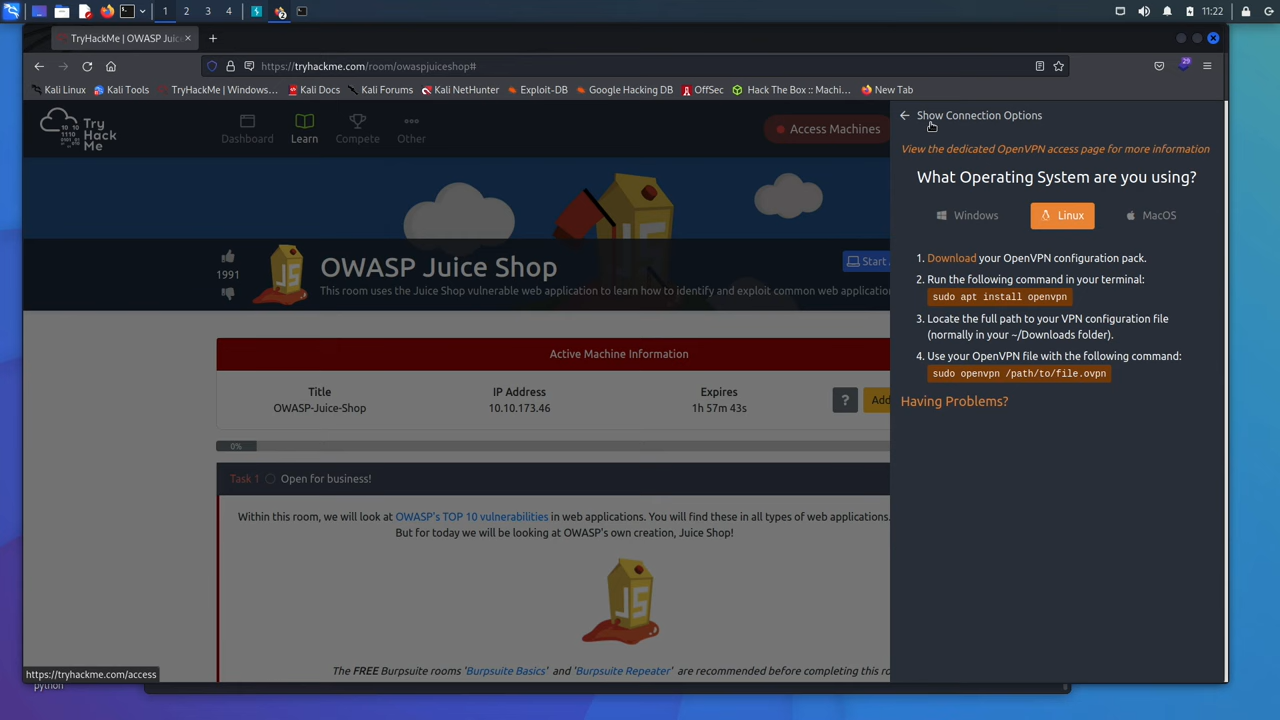 1 2 3 4 2 11:22
TryHackMe | OWASP Juic
https://tryhackme.com/room/owaspjuiceshop#
29
Kali Linux Kali Tools TryHackMe | Windows… Kali Docs Kali Forums Kali NetHunter Exploit-DB Google Hacking DB OffSec Hack The Box :: Machi… New Tab
Try
Hack
Me
Dashboard Learn Compete Other Access Machines
Show Connection Options
View the dedicated OpenVPN access page for more information
What Operating System are you using?
Windows Linux MacOS
1. Download your OpenVPN configuration pack.
2. Run the following command in your terminal:
sudo apt install openvpn
3. Locate the full path to your VPN configuration file
(normally in your ~/Downloads folder).
4. Use your OpenVPN file with the following command:
sudo openvpn /path/to/file.ovpn
Having Problems?
1991
JS
OWASP Juice Shop
Start
This room uses the Juice Shop vulnerable web application to learn how to identify and exploit common web applicatio
Active Machine Information
Title IP Address Expires
OWASP-Juice-Shop 10.10.173.46 1h 57m 43s
? Add
0%
Task 1 Open for business!
Within this room, we will look at OWASP's TOP 10 vulnerabilities in web applications. You will find these in all types of web applications.
But for today we will be looking at OWASP's own creation, Juice Shop!
JS
The FREE Burpsuite rooms 'Burpsuite Basics' and 'Burpsuite Repeater' are recommended before completing this ro
https://tryhackme.com/access
python